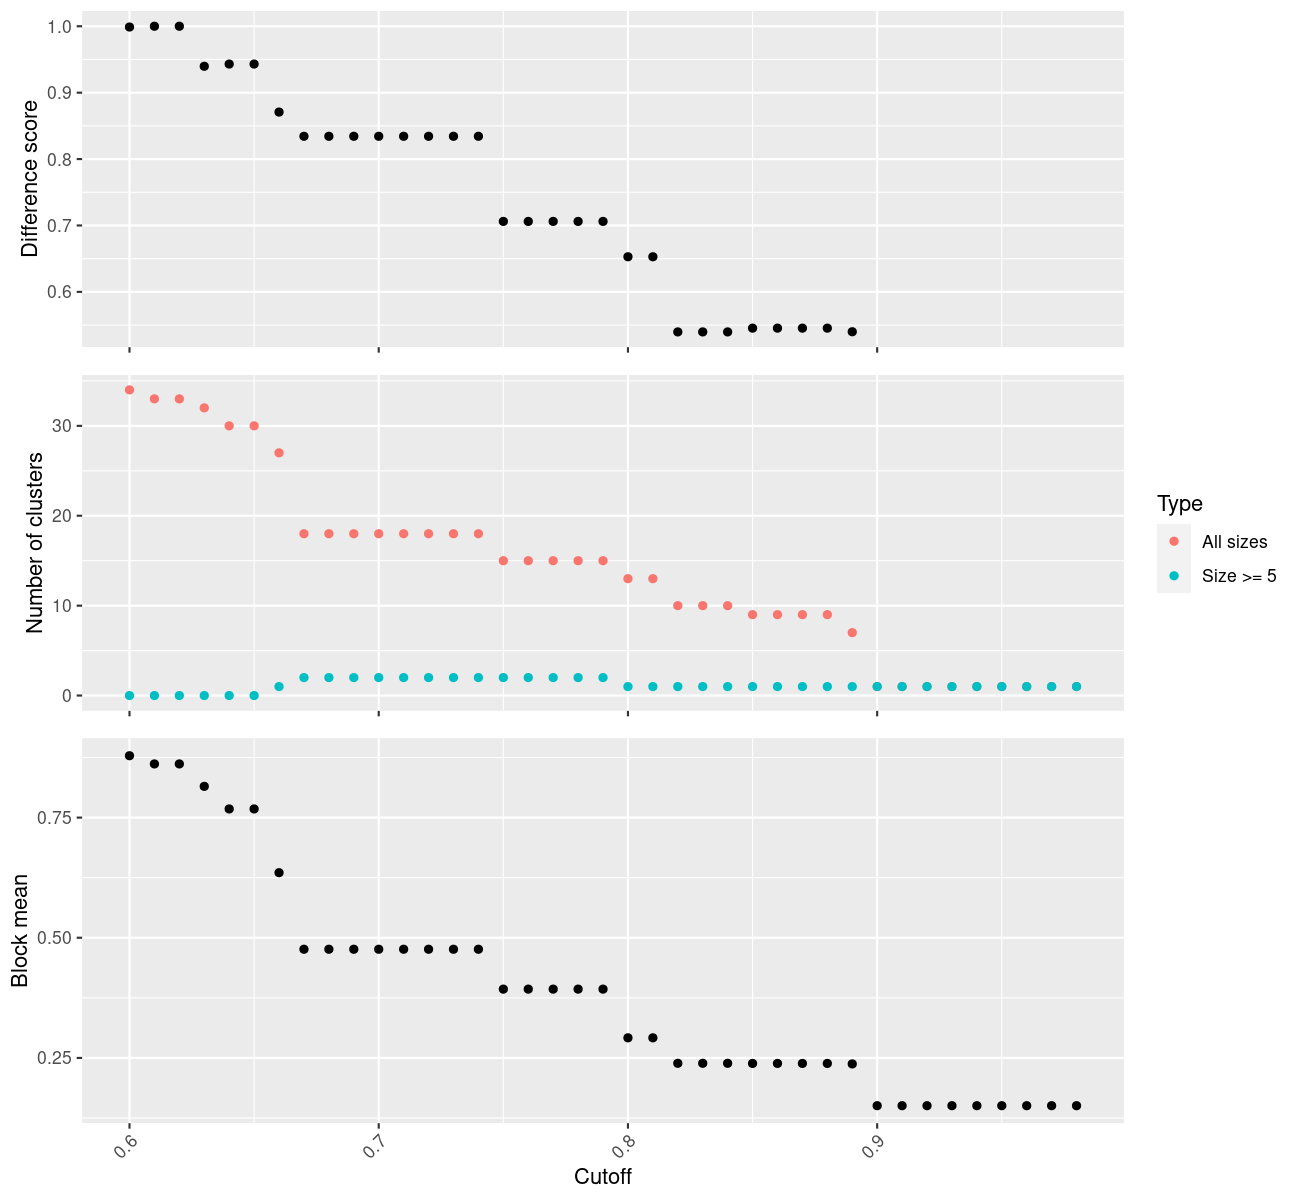 1.0
0.9
0.8
0.7
0.6
Difference score
30
20
10
0
Number of clusters
Type
All sizes
Size >= 5
0.75
0.50
0.25
Block mean
0.6
0.7
0.8
0.9
Cutoff